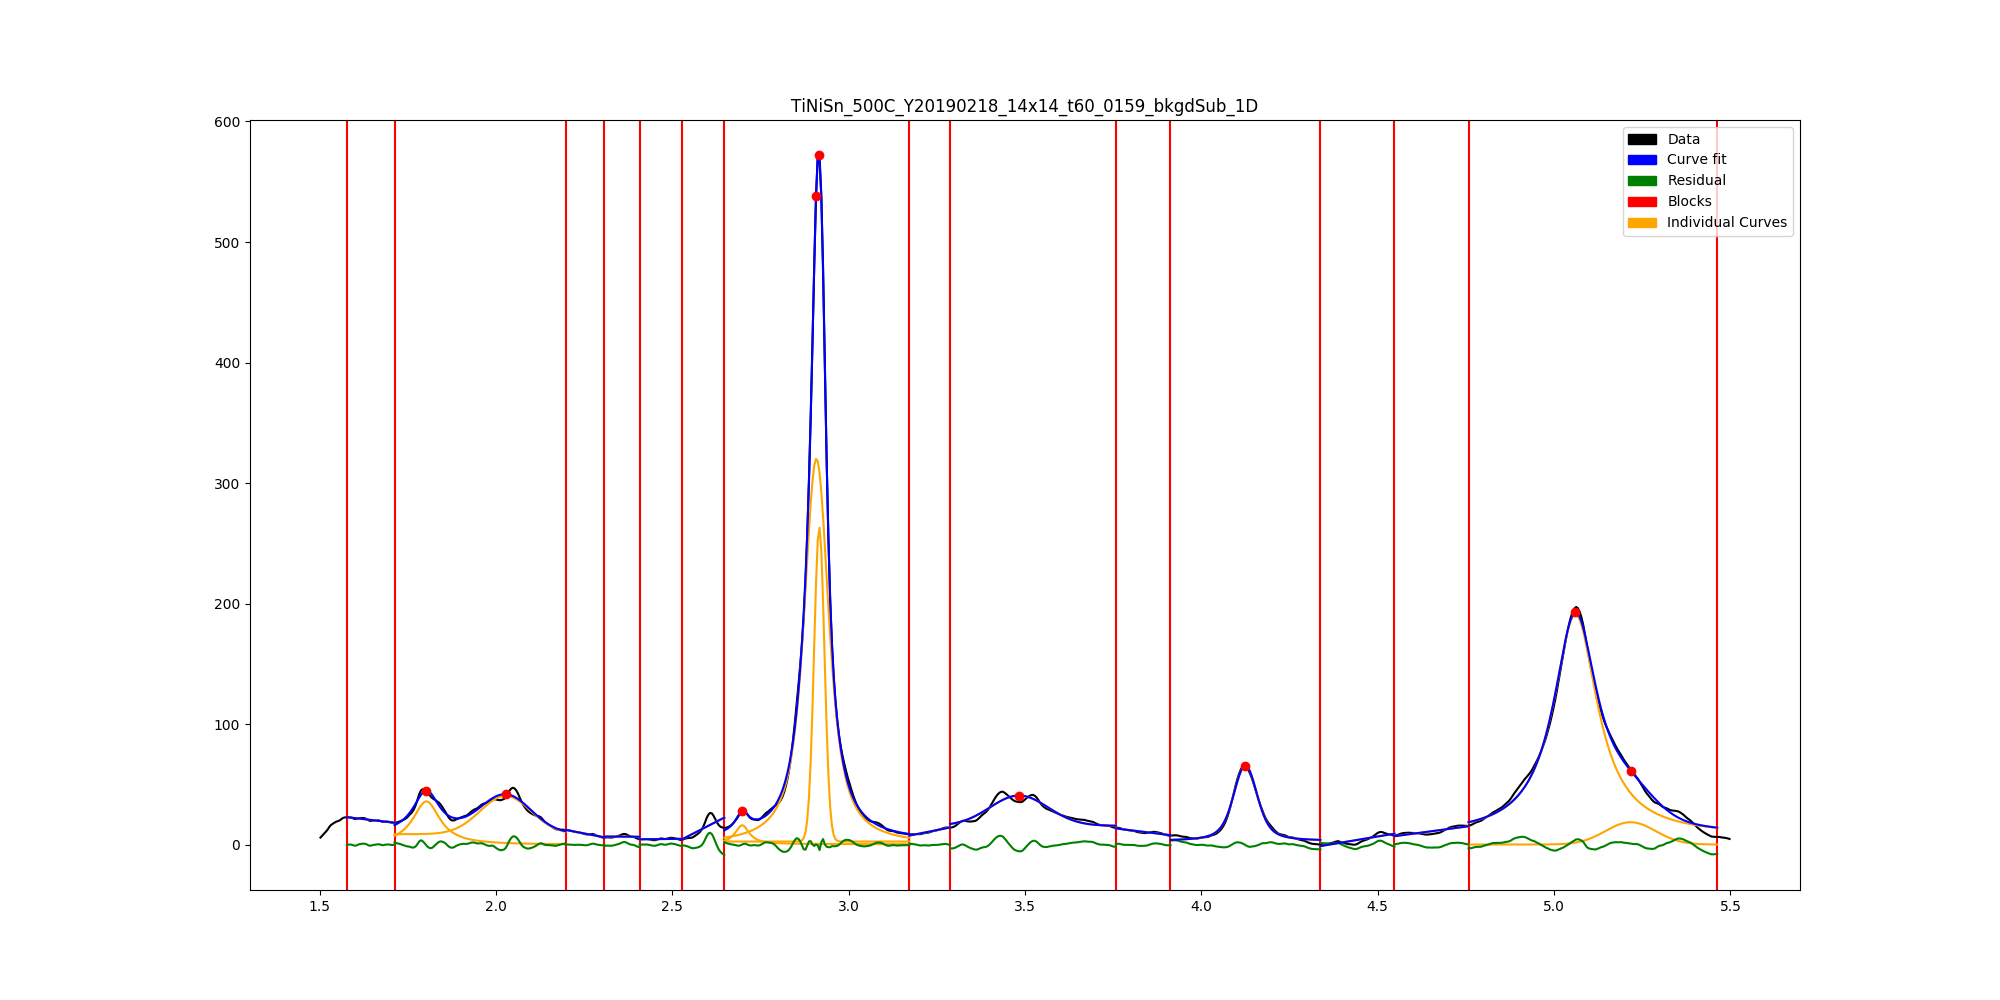 TiNiSn_500C_Y20190218_14x14_t60_0159_bkgdSub_1D
600
500
400
300
200
100
0
Data
Curve fit
Residual
Blocks
Individual Curves
1.5 2.0 2.5 3.0 3.5 4.0 4.5 5.0 5.5